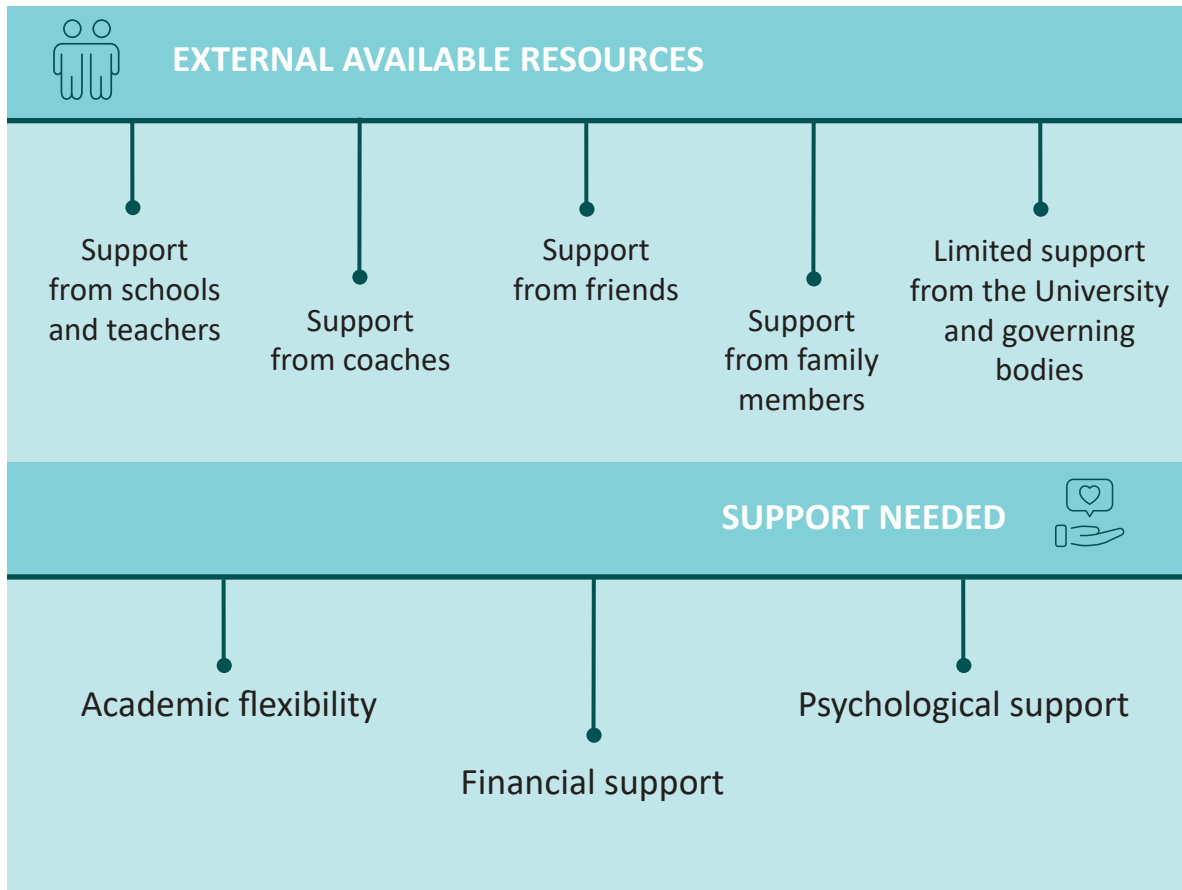 EXTERNAL AVAILABLE RESOURCES
Support
from schools
and teachers
Support
from coaches
Support
from friends
Support
from family
members
Limited support
from the University
and governing
bodies
SUPPORT NEEDED
Academic flexibility
Financial support
Psychological support